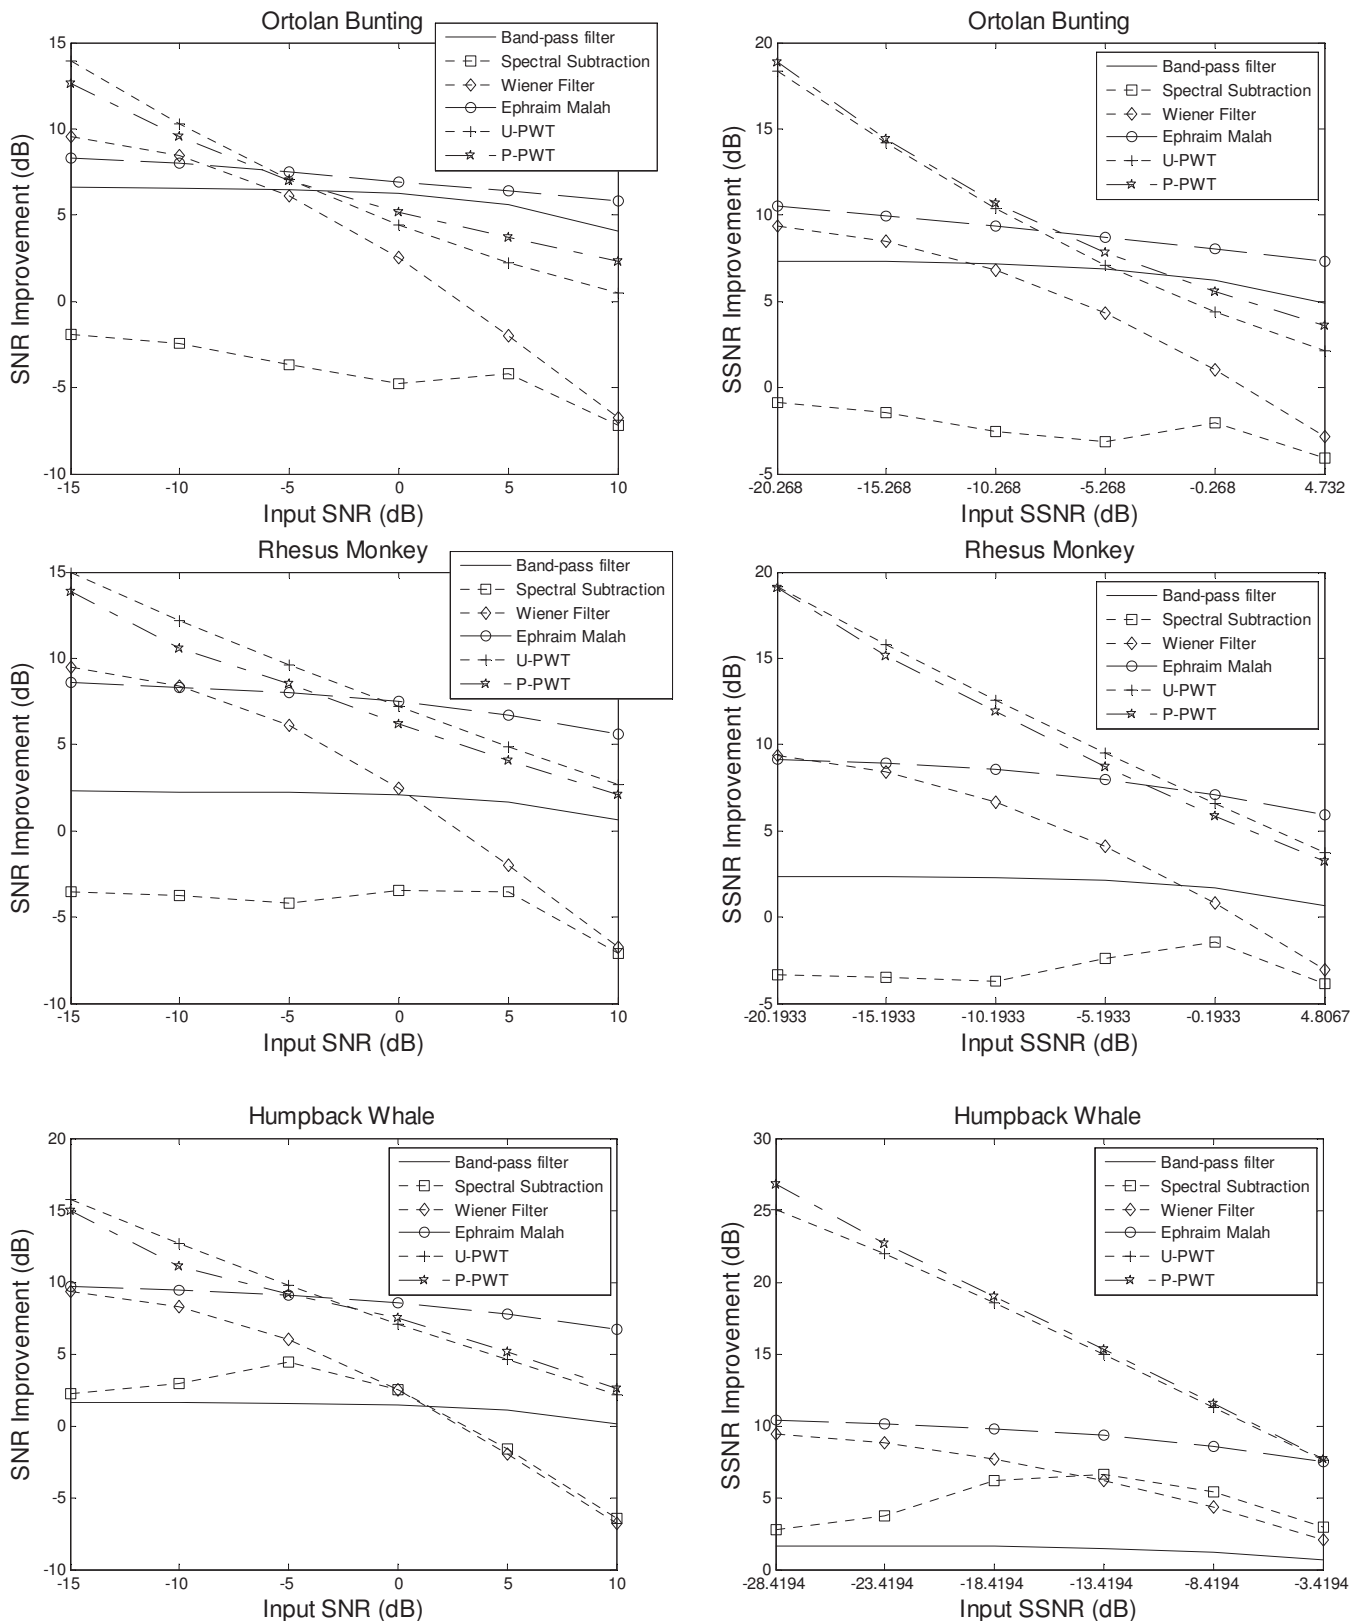 Ortolan Bunting
15
10
5
0
-5
-10
-15
-10
-5
0
5
10
SNR Improvement (dB)
Input SNR (dB)
Band-pass filter
Spectral Subtraction
Wiener Filter
Ephraim Malah
U-PWT
P-PWT
Ortolan Bunting
20
15
10
5
0
-5
-20.268
-15.268
-10.268
-5.268
-0.268
4.732
SSNR Improvement (dB)
Input SSNR (dB)
Band-pass filter
Spectral Subtraction
Wiener Filter
Ephraim Malah
U-PWT
P-PWT
Rhesus Monkey
15
10
5
0
-5
-10
-15
-10
-5
0
5
10
SNR Improvement (dB)
Input SNR (dB)
Band-pass filter
Spectral Subtraction
Wiener Filter
Ephraim Malah
U-PWT
P-PWT
Rhesus Monkey
20
15
10
5
0
-5
-20.1933
-15.1933
-10.1933
-5.1933
-0.1933
4.8067
SSNR Improvement (dB)
Input SSNR (dB)
Band-pass filter
Spectral Subtraction
Wiener Filter
Ephraim Malah
U-PWT
P-PWT
Humpback Whale
20
15
10
5
0
-5
-10
-15
-10
-5
0
5
10
SNR Improvement (dB)
Input SNR (dB)
Band-pass filter
Spectral Subtraction
Wiener Filter
Ephraim Malah
U-PWT
P-PWT
Humpback Whale
30
25
20
15
10
5
0
-28.4194
-23.4194
-18.4194
-13.4194
-8.4194
-3.4194
SSNR Improvement (dB)
Input SSNR (dB)
Band-pass filter
Spectral Subtraction
Wiener Filter
Ephraim Malah
U-PWT
P-PWT